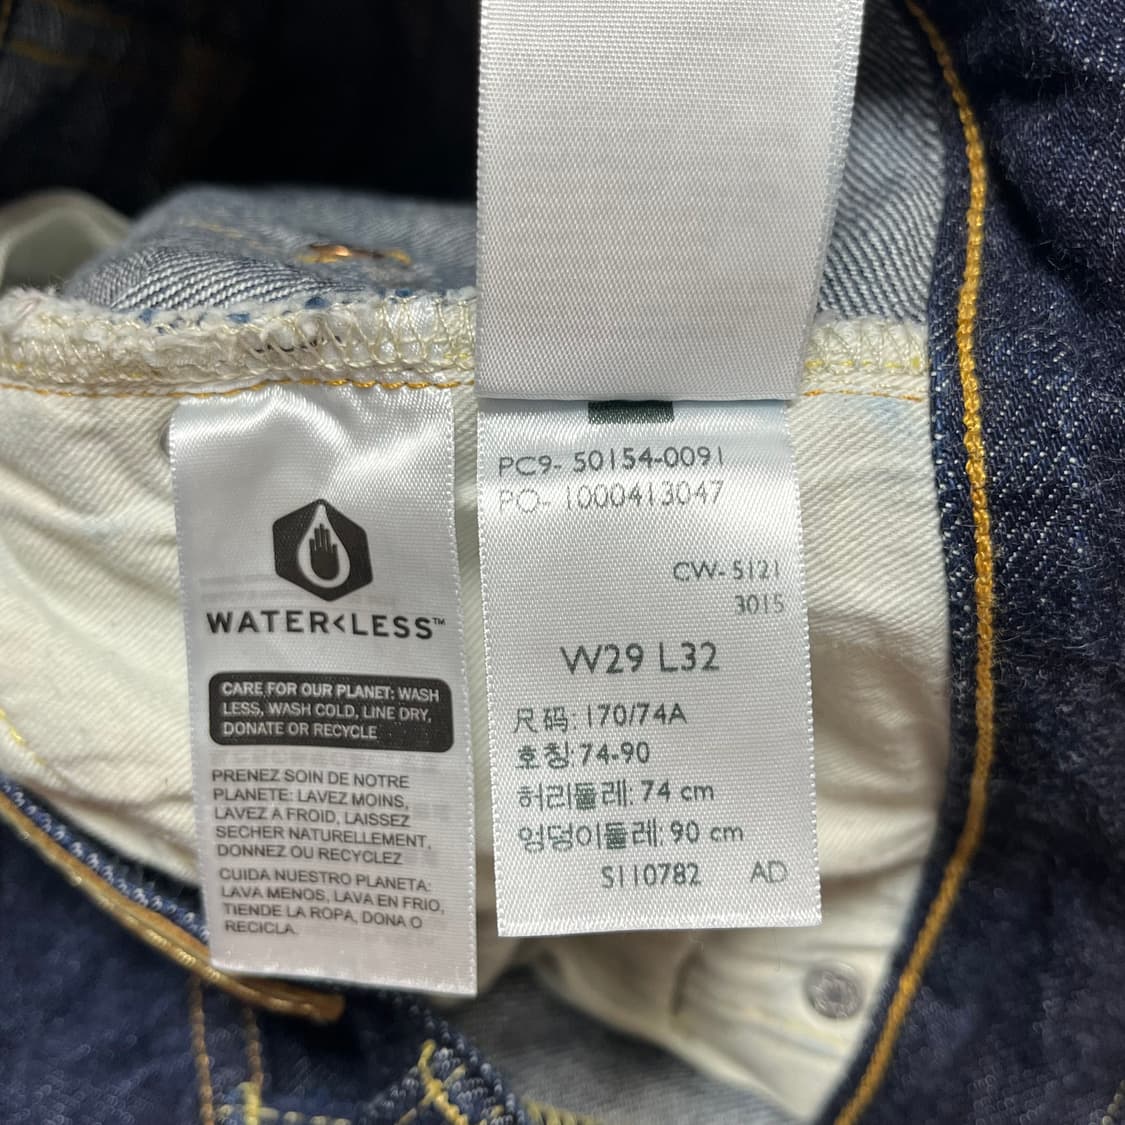 WATER<LESS™
CARE FOR OUR PLANET: WASH
LESS, WASH COLD, LINE DRY,
DONATE OR RECYCLE
PRENEZ SOIN DE NOTRE
PLANETE: LAVEZ MOINS,
LAVEZ A FROID, LAISSEZ
SECHER NATURELLEMENT,
DONNEZ OU RECYCLEZ
CUIDA NUESTRO PLANETA:
LAVA MENOS, LAVA EN FRIO,
TIENDE LA ROPA, DONA O
RECICLA.
PC9- 50154-0091
PO- 1000413047
CW- 5121
3015
W29 L32
尺码: 170/74A
호칭:74-90
허리둘레: 74 cm
엉덩이둘레: 90 cm
S110782 AD